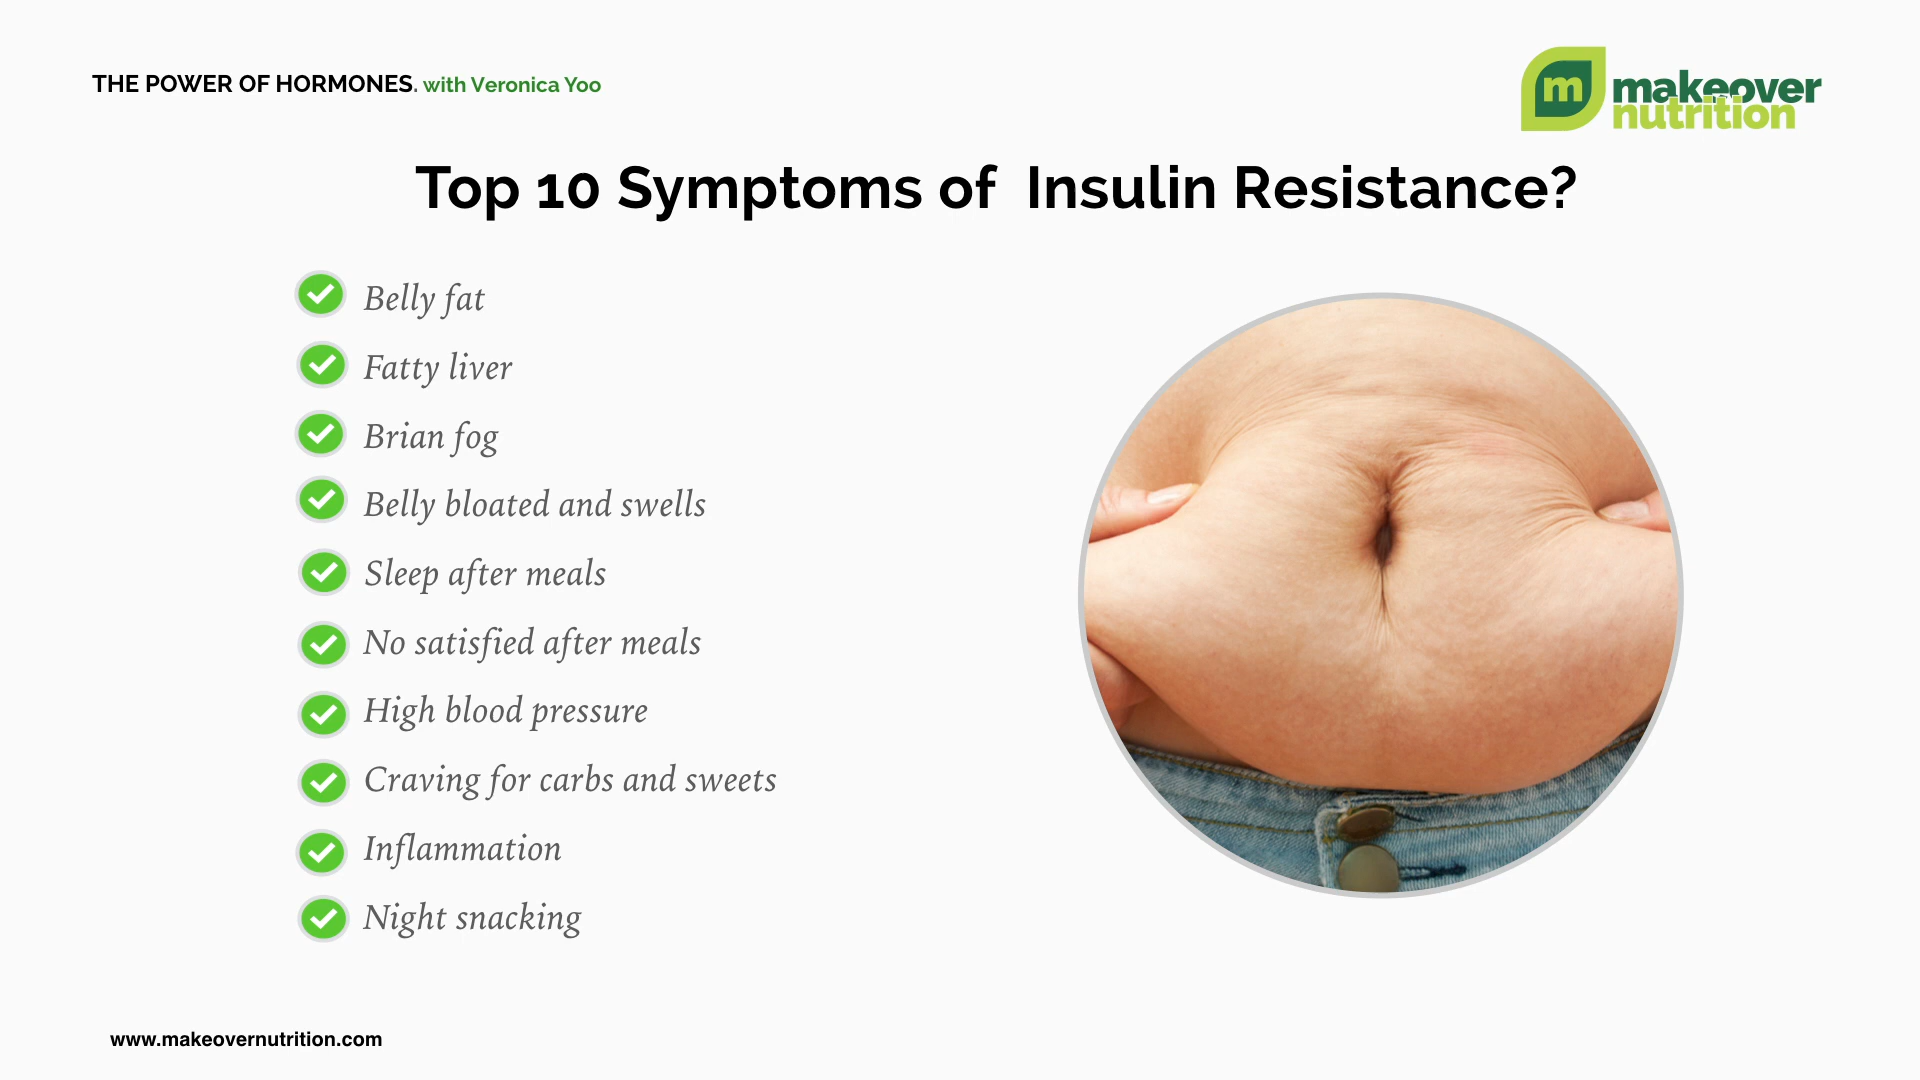 THE POWER OF HORMONES. with Veronica Yoo
m makeover
nutrition
Top 10 Symptoms of Insulin Resistance?
Belly fat
Fatty liver
Brian fog
Belly bloated and swells
Sleep after meals
No satisfied after meals
High blood pressure
Craving for carbs and sweets
Inflammation
Night snacking
www.makeovernutrition.com